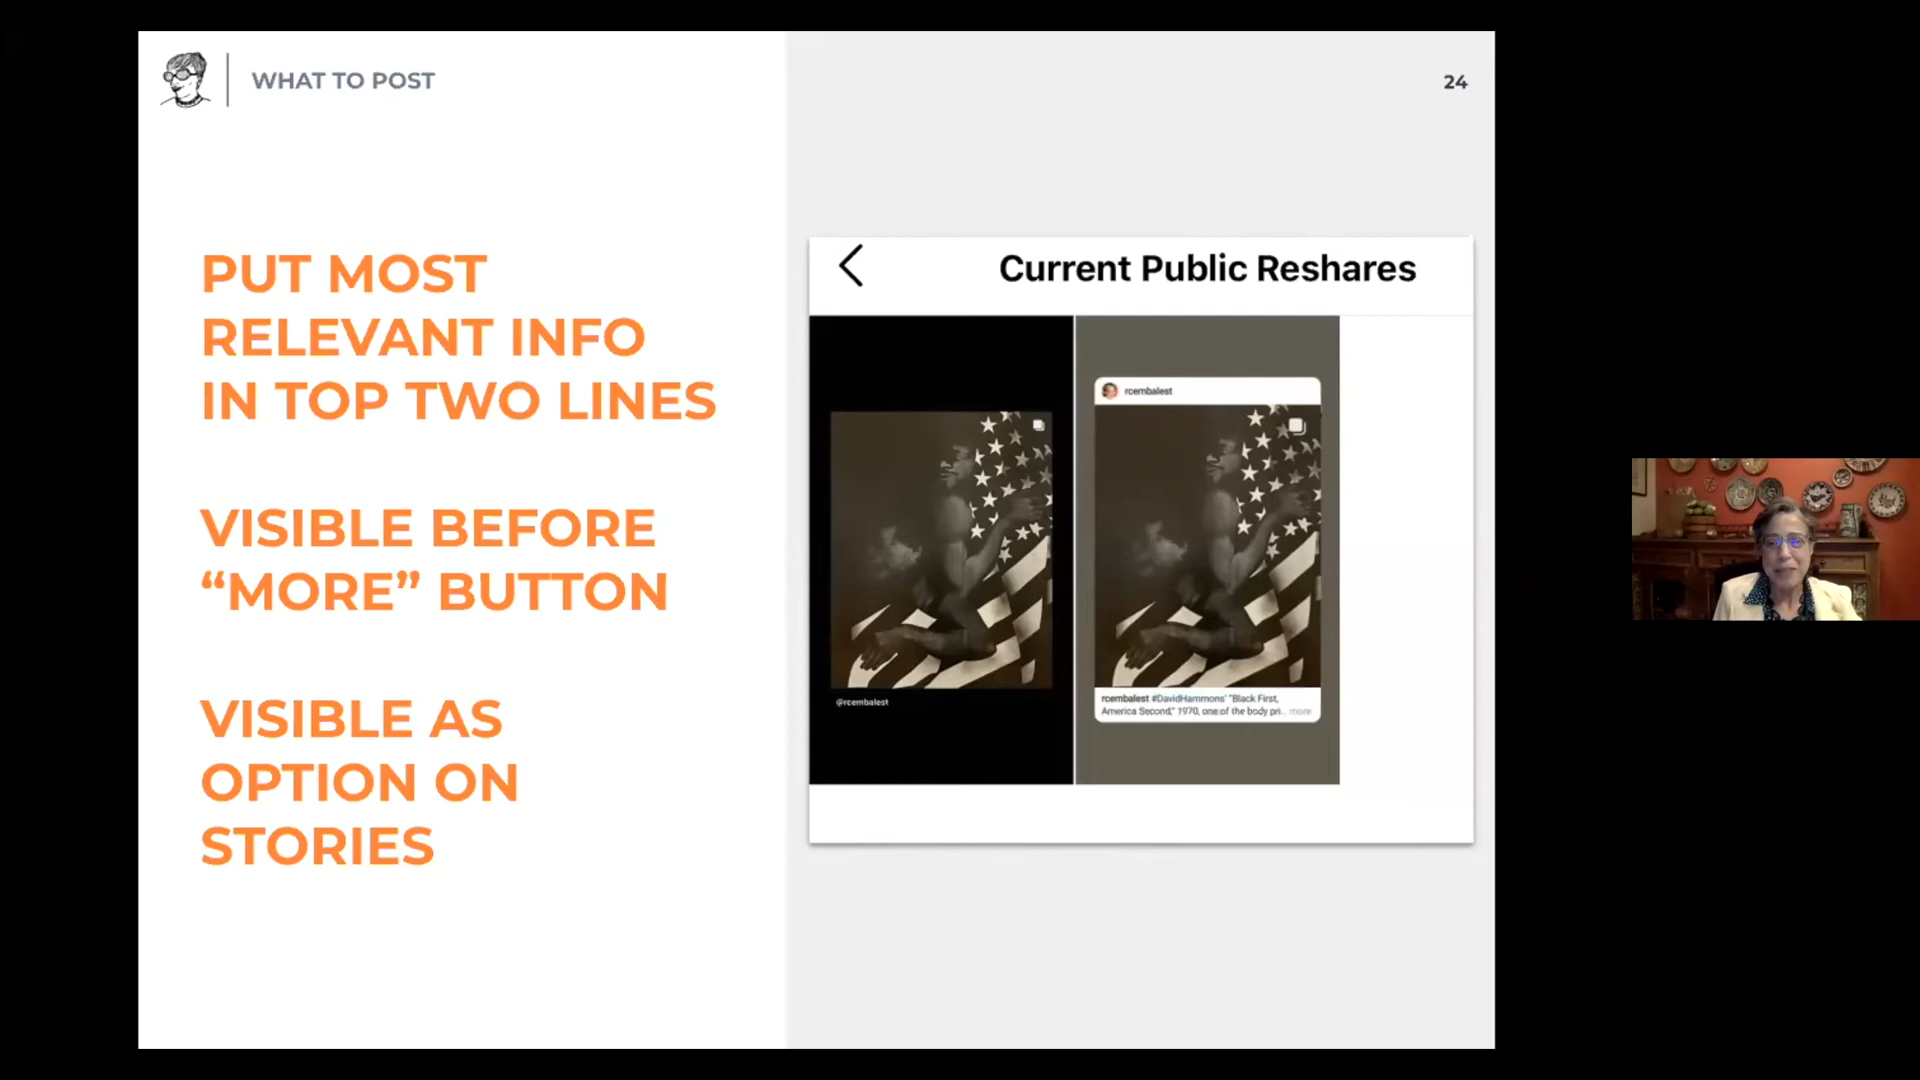 WHAT TO POST
24
PUT MOST
RELEVANT INFO
IN TOP TWO LINES
VISIBLE BEFORE
“MORE” BUTTON
VISIBLE AS
OPTION ON
STORIES
Current Public Reshares
@rcembalest
rcembalest
rcembalest #DavidHammons' "Black First,
America Second," 1970, one of the body pri... more